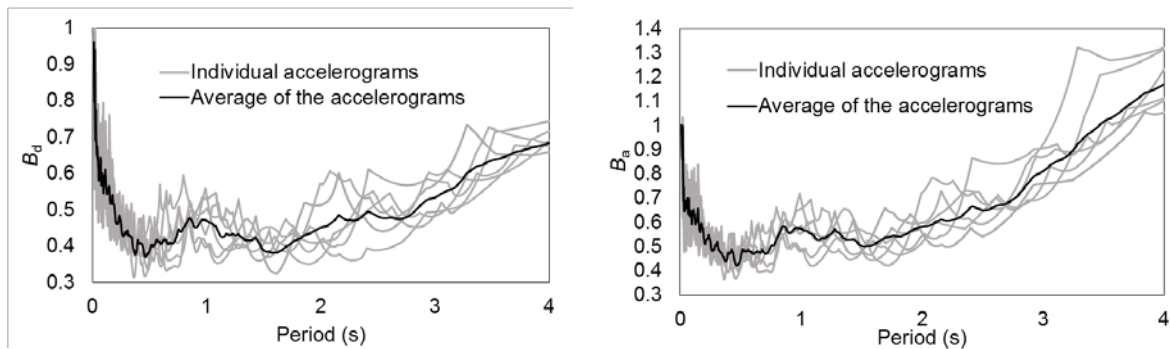 1
0.9
0.8
0.7
0.6
0.5
0.4
0.3
B_d
Individual accelerograms
Average of the accelerograms
0 1 2 3 4
Period (s)
1.4
1.3
1.2
1.1
1
0.9
0.8
0.7
0.6
0.5
0.4
0.3
B_a
Individual accelerograms
Average of the accelerograms
0 1 2 3 4
Period (s)